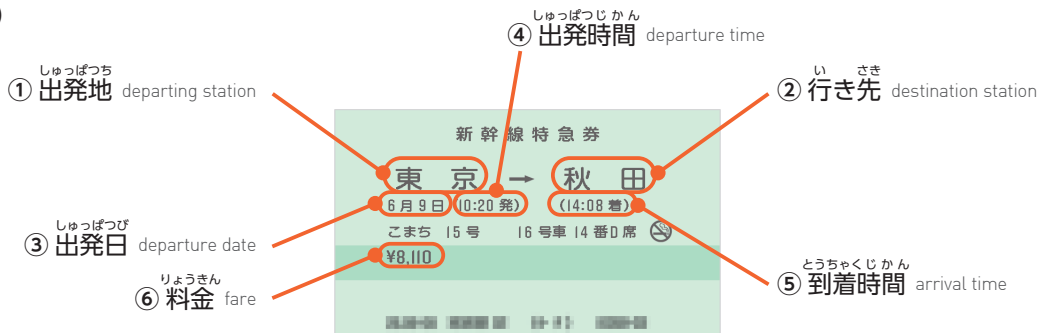 ④ 出発時間 しゅっぱつじかん departure time
① 出発地 しゅっぱつち departing station
② 行き先 いきさき destination station
新幹線特急券
東京 → 秋田
6月9日 (10:20 発) (14:08 着)
こまち 15号 16号車 14番D席
¥8,110
③ 出発日 しゅっぱつび departure date
⑥ 料金 りょうきん fare
⑤ 到着時間 とうちゃくじかん arrival time